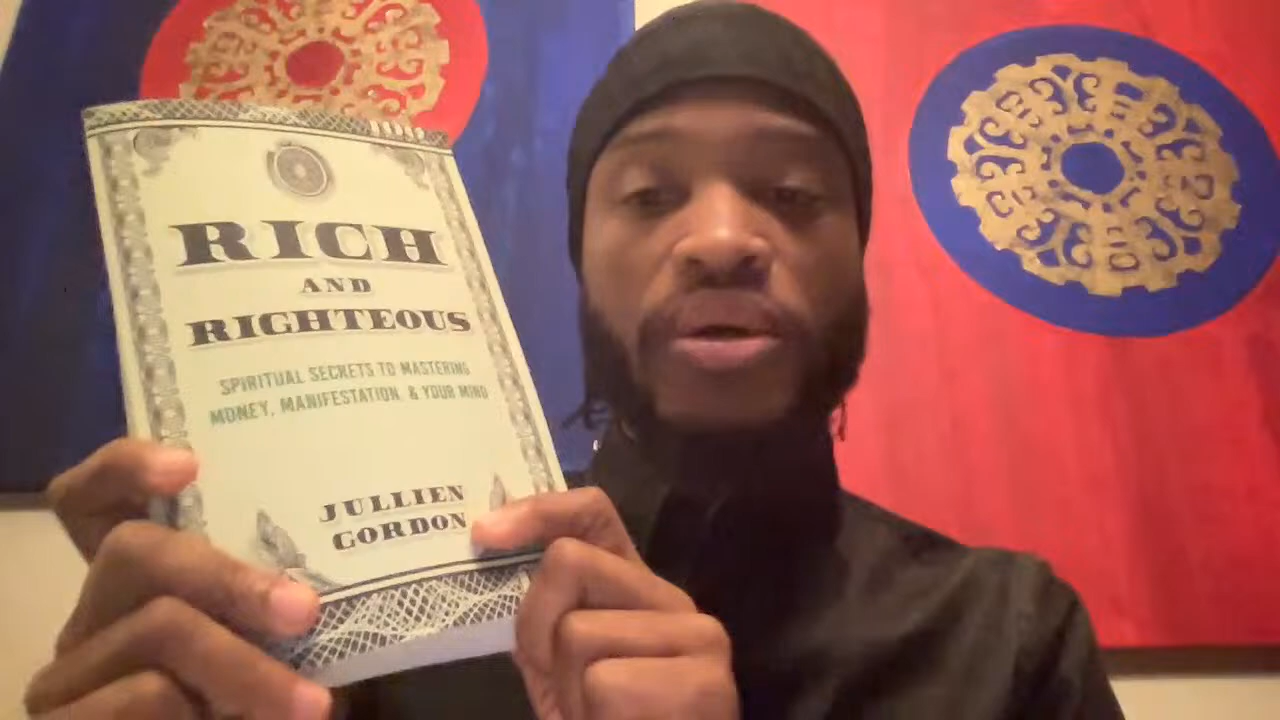 RICH
AND
RIGHTEOUS
SPIRITUAL SECRETS TO MASTERING
MONEY, MANIFESTATION, & YOUR MIND
JULLIEN
GORDON